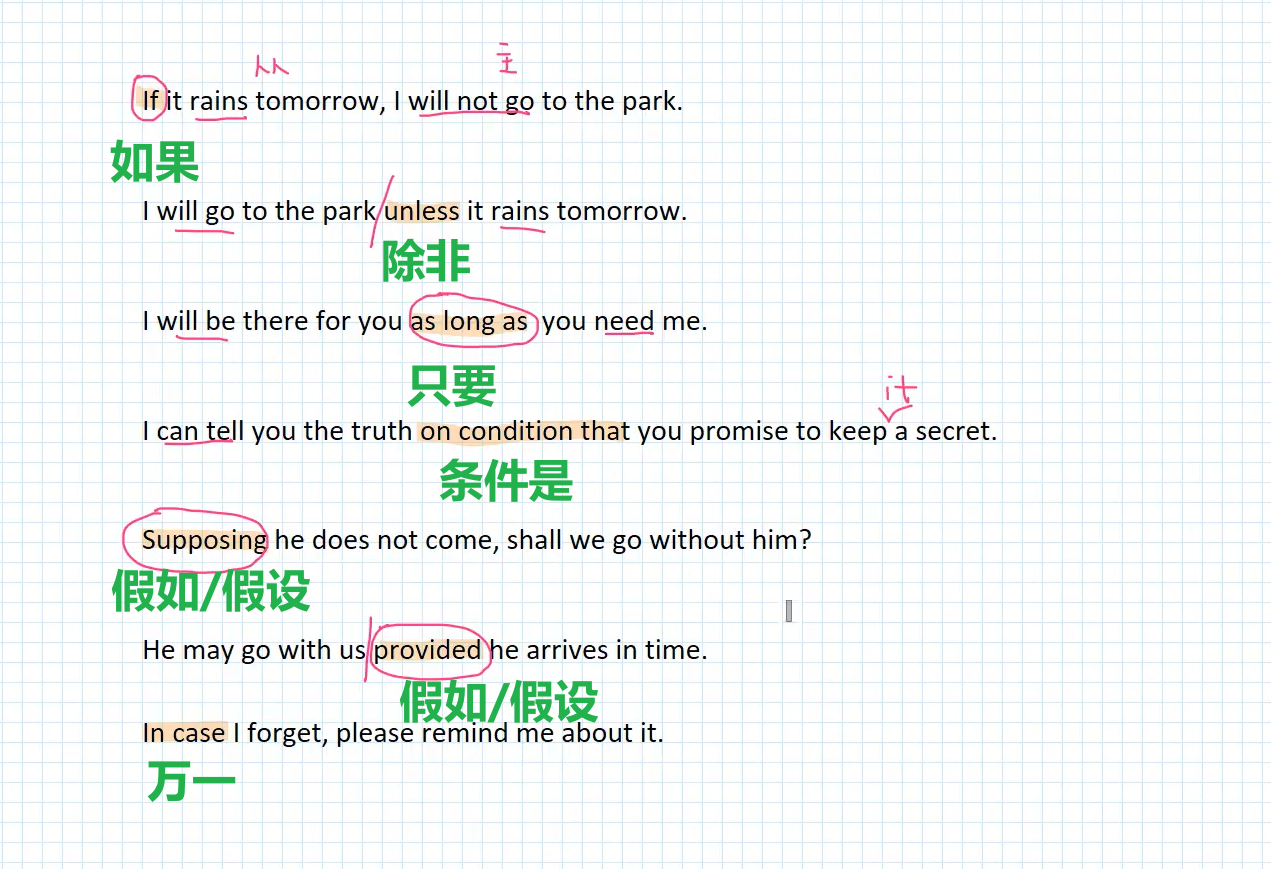 从 主
If it rains tomorrow, I will not go to the park.
如果
I will go to the park unless it rains tomorrow.
除非
I will be there for you as long as you need me.
只要
it
I can tell you the truth on condition that you promise to keep a secret.
条件是
Supposing he does not come, shall we go without him?
假如/假设
He may go with us provided he arrives in time.
假如/假设
In case I forget, please remind me about it.
万一